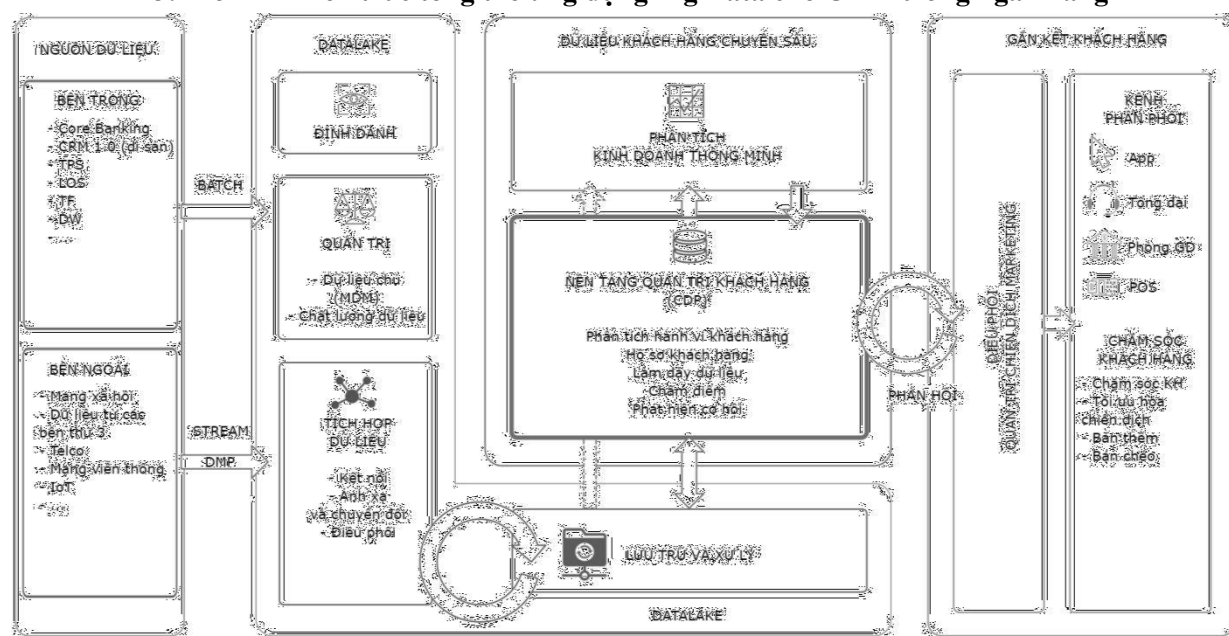 NGUỒN DỮ LIỆU
BÊN TRONG
- Core Banking
- CRM 1.0 (di sản)
- TPS
- LOS
- TF
- DW
- ...
BÊN NGOÀI
- Mạng xã hội
- Dữ liệu từ các
bên thứ 3
- Telco
- Mạng viễn thông
- IoT
- ...
BATCH
STREAM
DMP
DATALAKE
ĐỊNH DANH
QUẢN TRỊ
- Dữ liệu chủ
(MDM)
- Chất lượng dữ liệu
TÍCH HỢP
DỮ LIỆU
- Kết nối
- Ánh xạ
và chuyển đổi
- Điều phối
DỮ LIỆU KHÁCH HÀNG CHUYÊN SÂU
PHÂN TÍCH
KINH DOANH THÔNG MINH
NỀN TẢNG QUẢN TRỊ KHÁCH HÀNG
(CDP)
Phân tích hành vi khách hàng
Hồ sơ khách hàng
Làm dày dữ liệu
Chấm điểm
Phát hiện cơ hội
LƯU TRỮ VÀ XỬ LÝ
DATALAKE
PHẢN HỒI
GẮN KẾT KHÁCH HÀNG
ĐIỀU PHỐI
QUẢN TRỊ CHIẾN DỊCH MARKETING
KÊNH
PHÂN PHỐI
App
Tổng đài
Phòng GD
POS
CHĂM SÓC
KHÁCH HÀNG
- Chăm sóc KH
- Tối ưu hóa
chiến dịch
- Bán thêm
- Bán chéo